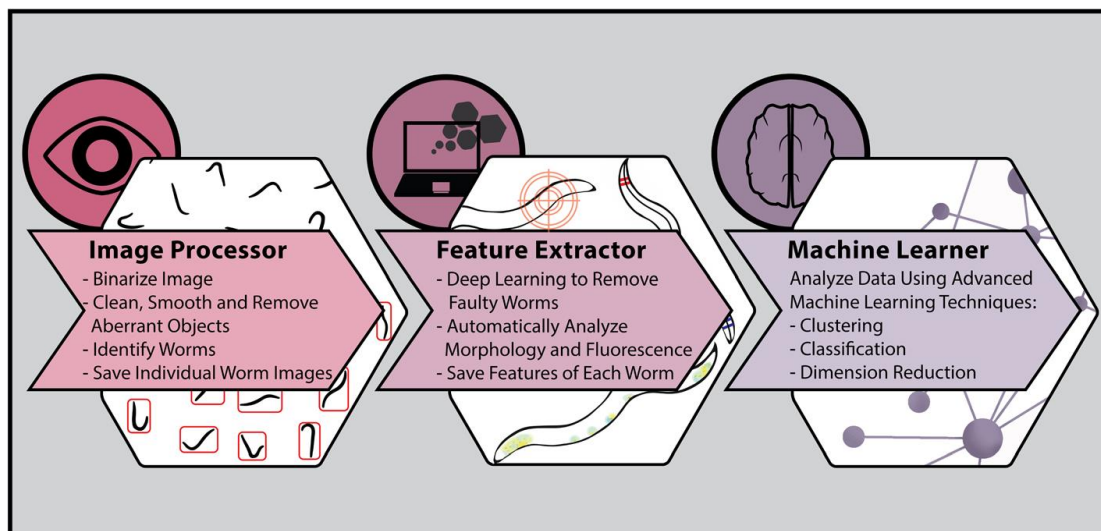 Image Processor
- Binarize Image
- Clean, Smooth and Remove
Aberrant Objects
- Identify Worms
- Save Individual Worm Images
Feature Extractor
- Deep Learning to Remove
Faulty Worms
- Automatically Analyze
Morphology and Fluorescence
- Save Features of Each Worm
Machine Learner
Analyze Data Using Advanced
Machine Learning Techniques:
- Clustering
- Classification
- Dimension Reduction